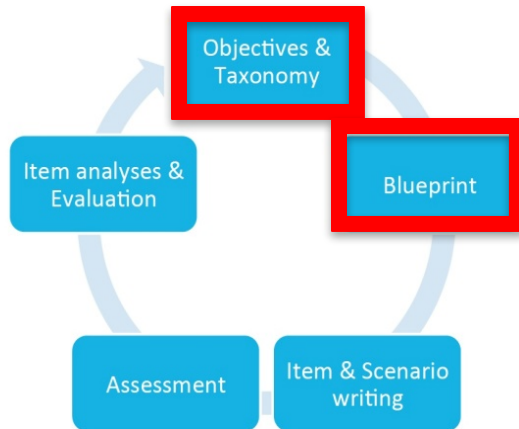 Objectives &
Taxonomy
Blueprint
Item & Scenario
writing
Assessment
Item analyses &
Evaluation